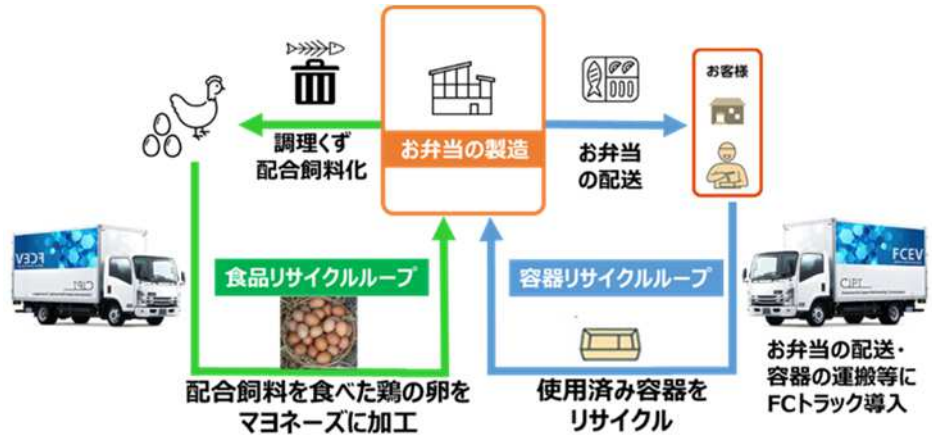 お客様
調理くず
配合飼料化
お弁当の製造
お弁当
の配送
FCEV
CJPT
FCEV
CJPT
食品リサイクルループ
容器リサイクルループ
配合飼料を食べた鶏の卵を
マヨネーズに加工
使用済み容器を
リサイクル
お弁当の配送・
容器の運搬等に
FCトラック導入